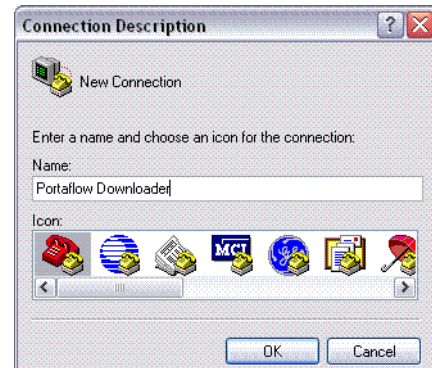 Connection Description
New Connection
Enter a name and choose an icon for the connection:
Name:
Portaflow Downloader
Icon:
MCI
OK
Cancel